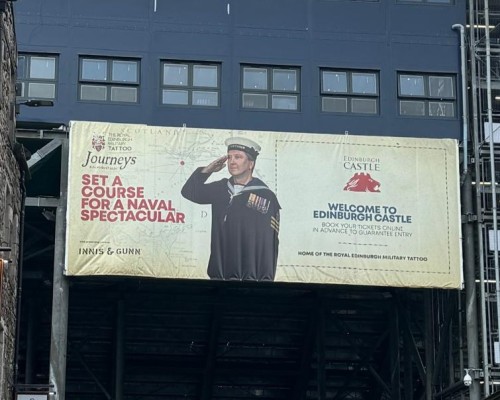 SCOTLAND
THE ROYAL
EDINBURGH
MILITARY
TATTOO
Journeys
SET A
COURSE
FOR A NAVAL
SPECTACULAR
INNIS & GUNN
EDINBURGH
CASTLE
WELCOME TO
EDINBURGH CASTLE
BOOK YOUR TICKETS ONLINE
IN ADVANCE TO GUARANTEE ENTRY
HOME OF THE ROYAL EDINBURGH MILITARY TATTOO